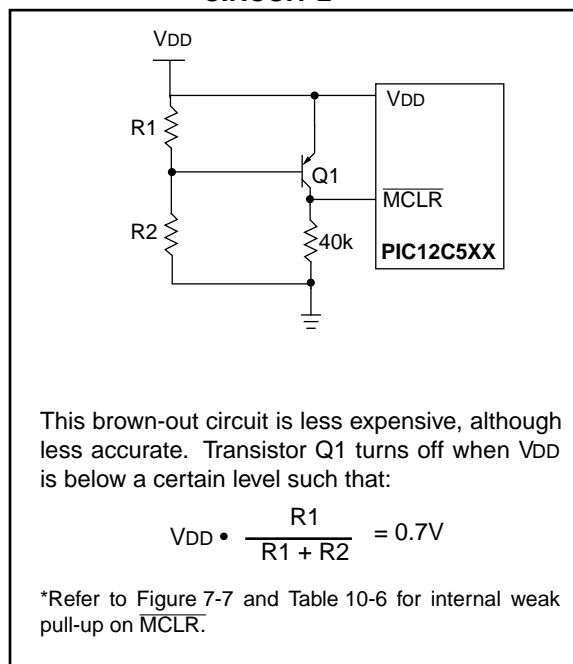 VDD
VDD
R1
Q1
MCLR
R2
40k
PIC12C5XX
This brown-out circuit is less expensive, although
less accurate. Transistor Q1 turns off when VDD
is below a certain level such that:
VDD • R1 / R1 + R2 = 0.7V
*Refer to Figure 7-7 and Table 10-6 for internal weak
pull-up on MCLR.